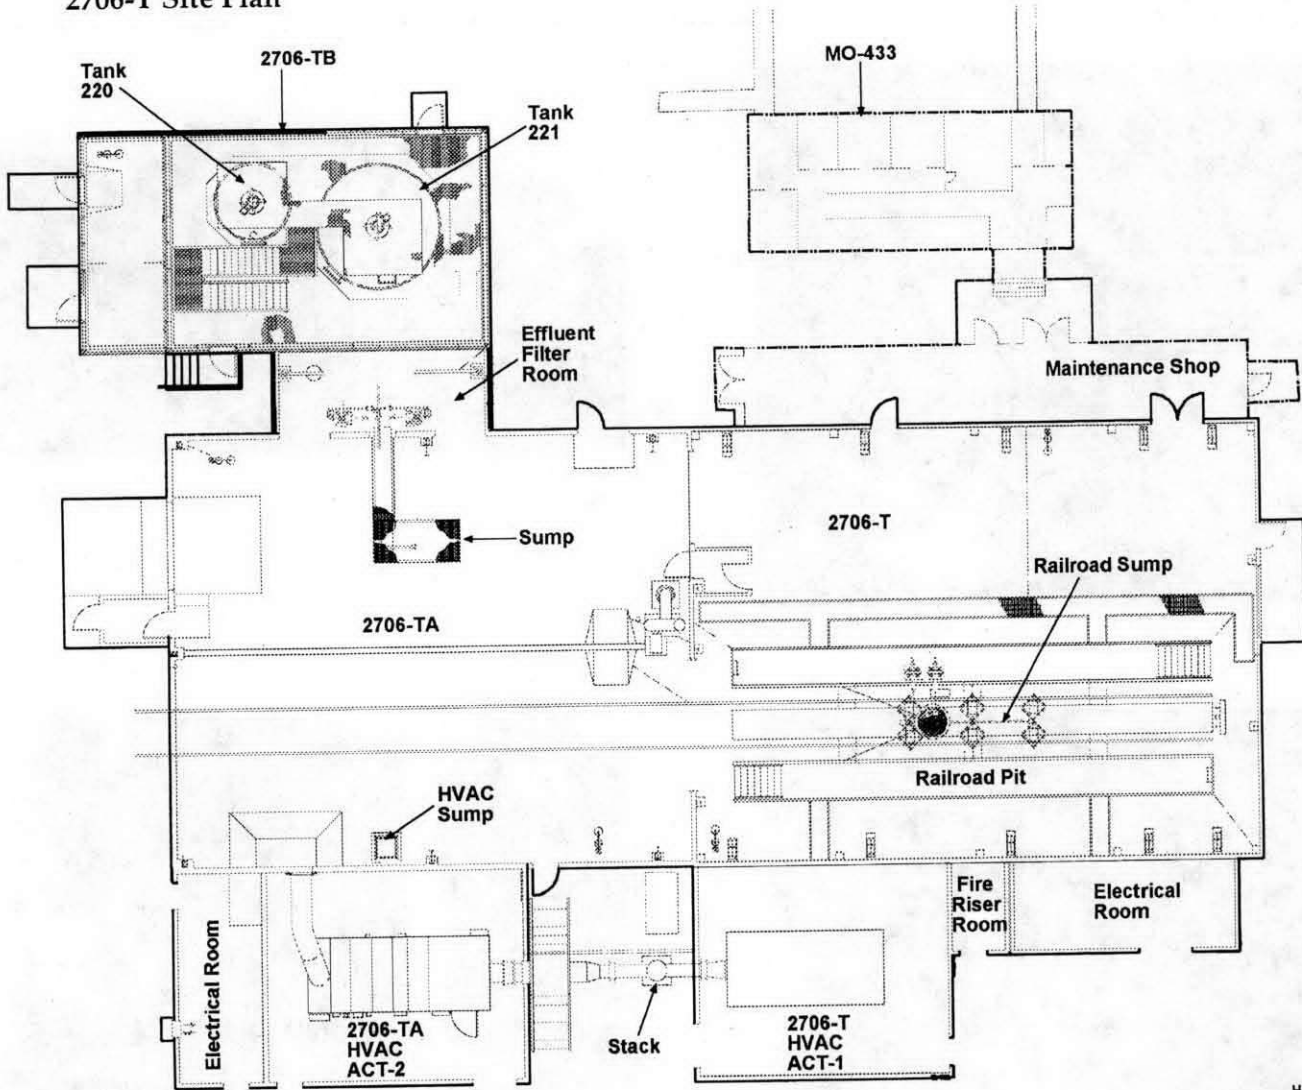 2706-T Site Plan
2706-TB
MO-433
Tank
220
Tank
221
Effluent
Filter
Room
Maintenance Shop
2706-T
Sump
Railroad Sump
2706-TA
Railroad Pit
HVAC
Sump
Fire
Riser
Room
Electrical
Room
Electrical Room
2706-TA
HVAC
ACT-2
Stack
2706-T
HVAC
ACT-1